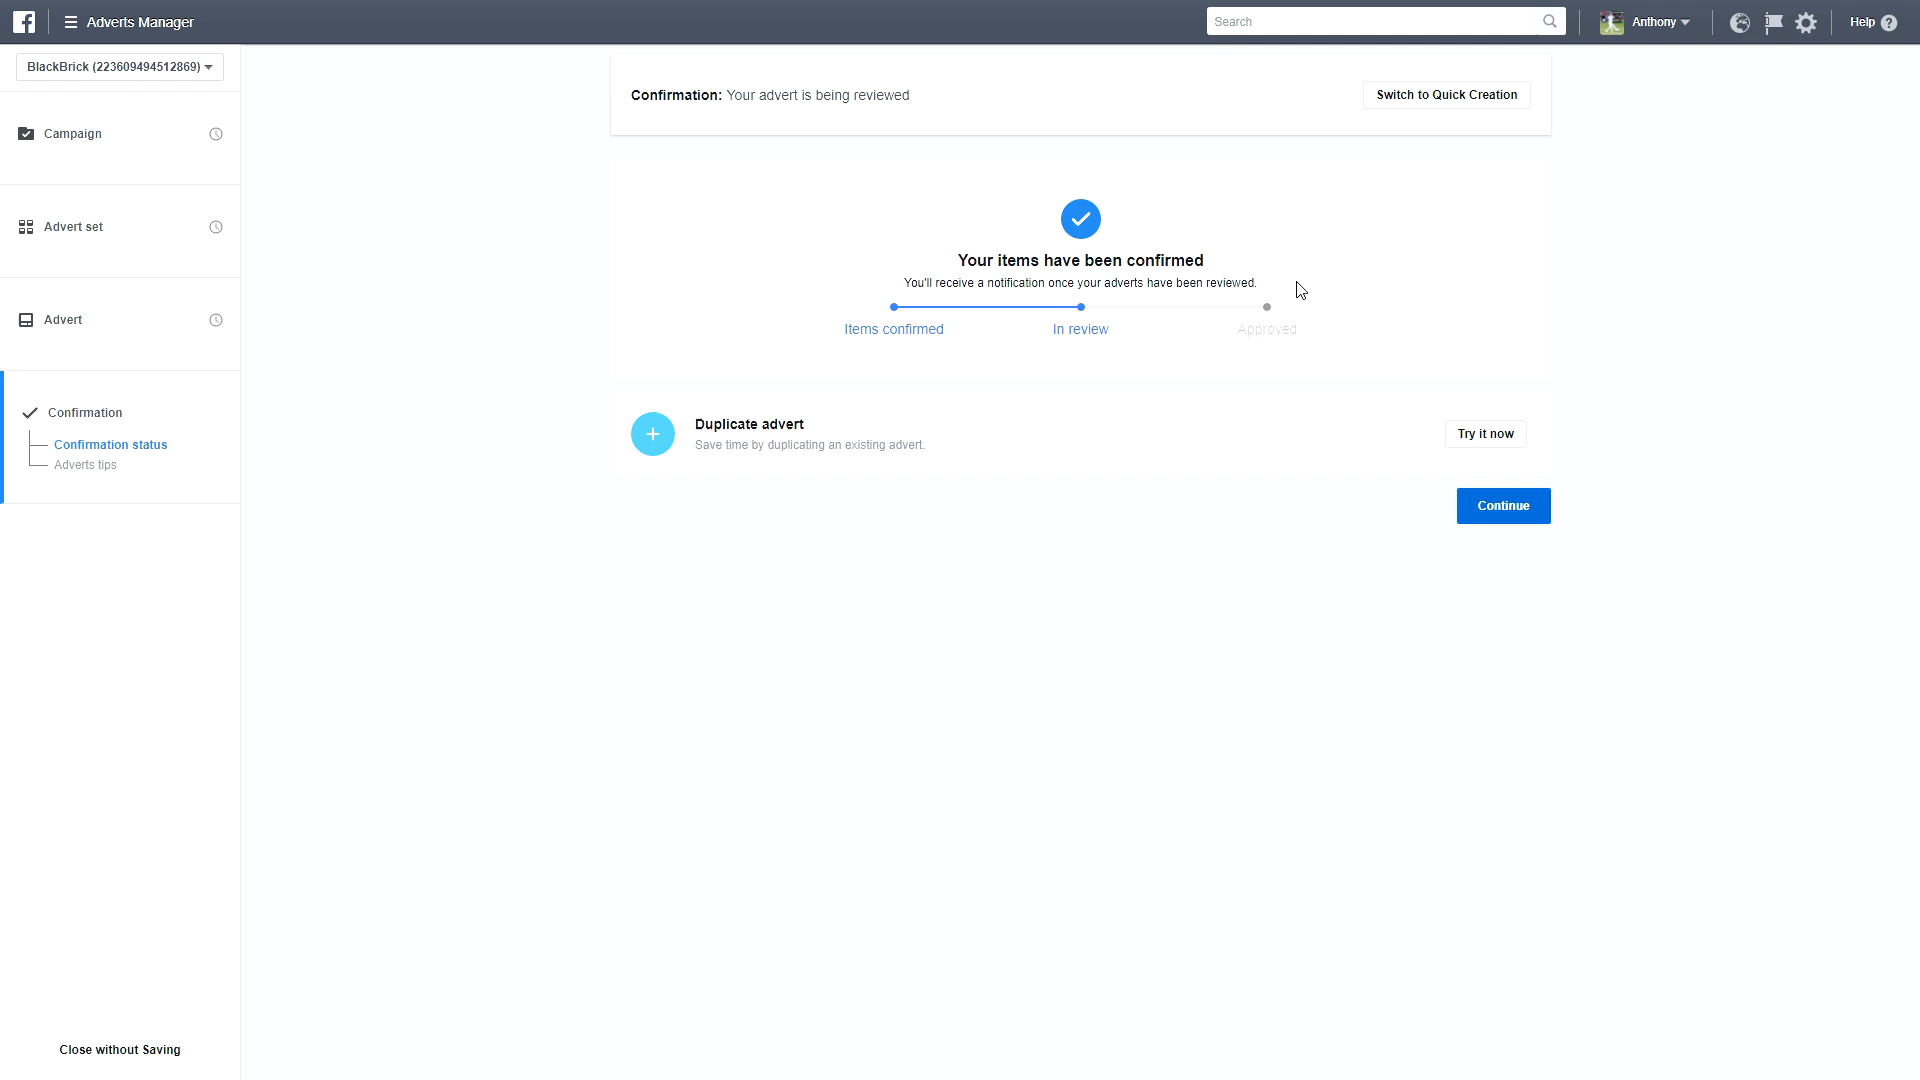 Adverts Manager
Search
Anthony
Help ?
BlackBrick (223609494512869)
Campaign
Advert set
Advert
Confirmation
Confirmation status
Adverts tips
Close without Saving
Confirmation: Your advert is being reviewed
Switch to Quick Creation
Your items have been confirmed
You'll receive a notification once your adverts have been reviewed.
Items confirmed
In review
Approved
Duplicate advert
Save time by duplicating an existing advert.
Try it now
Continue